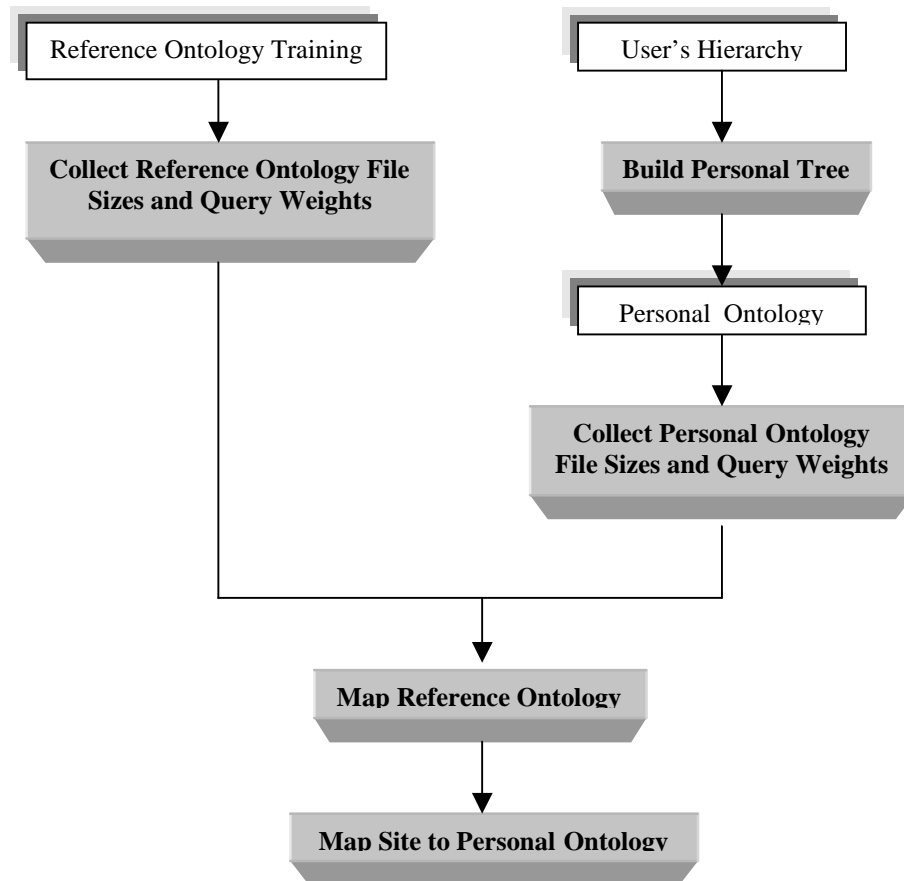 Reference Ontology Training
User's Hierarchy
Collect Reference Ontology File
Sizes and Query Weights
Build Personal Tree
Personal Ontology
Collect Personal Ontology
File Sizes and Query Weights
Map Reference Ontology
Map Site to Personal Ontology